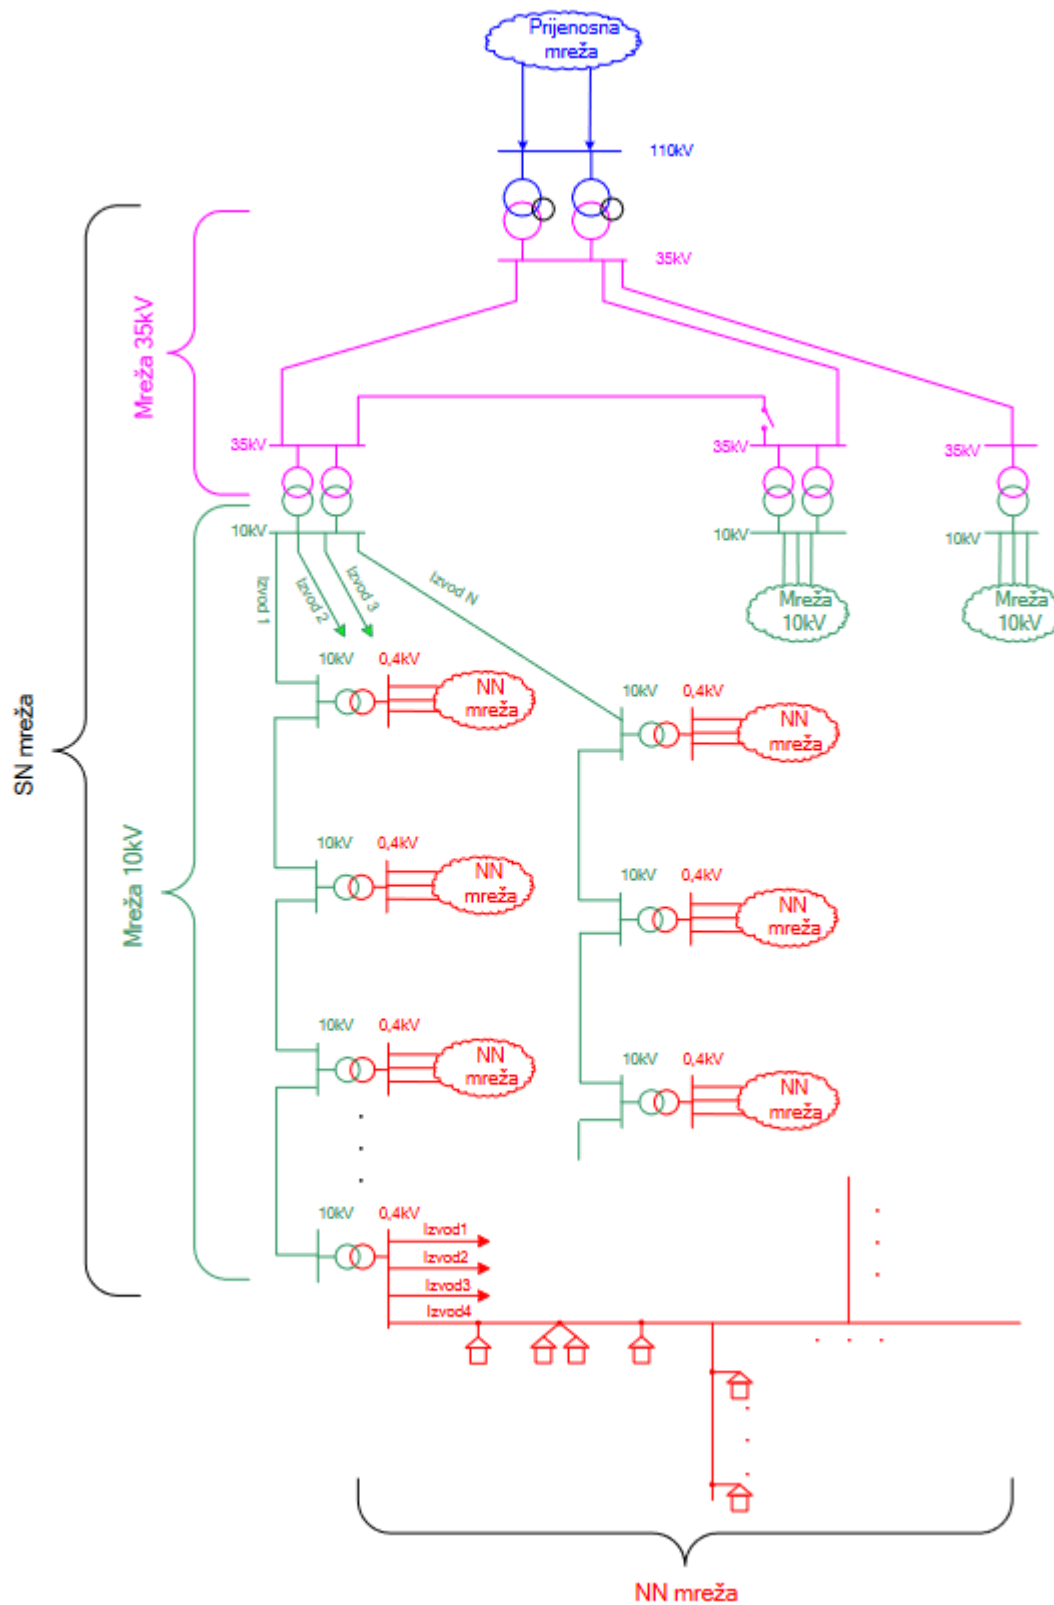 Prijenosna
mreža
110kV
35kV
Mreža 35kV
SN mreža
35kV
35kV
35kV
10kV
10kV
10kV
Izvod 1
Izvod 2
Izvod 3
Izvod N
Mreža
10kV
Mreža
10kV
Mreža 10kV
10kV
0,4kV
NN
mreža
10kV
0,4kV
NN
mreža
10kV
0,4kV
NN
mreža
10kV
0,4kV
NN
mreža
10kV
0,4kV
NN
mreža
10kV
0,4kV
NN
mreža
10kV
0,4kV
Izvod1
Izvod2
Izvod3
Izvod4
NN mreža